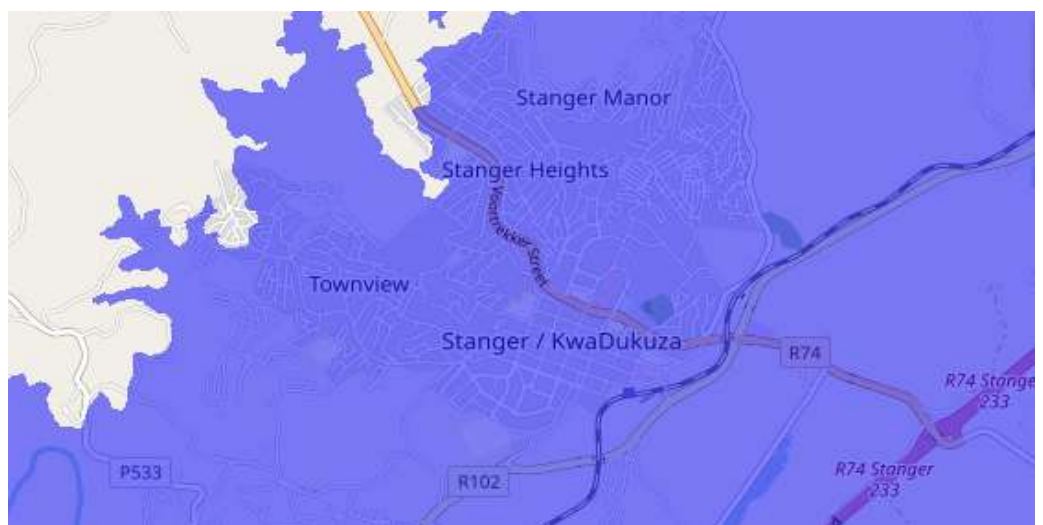 Stanger Manor
Stanger Heights
Voortrekker Street
Townview
Stanger / KwaDukuza
R74
R74 Stanger
233
R74 Stanger
233
P533
R102